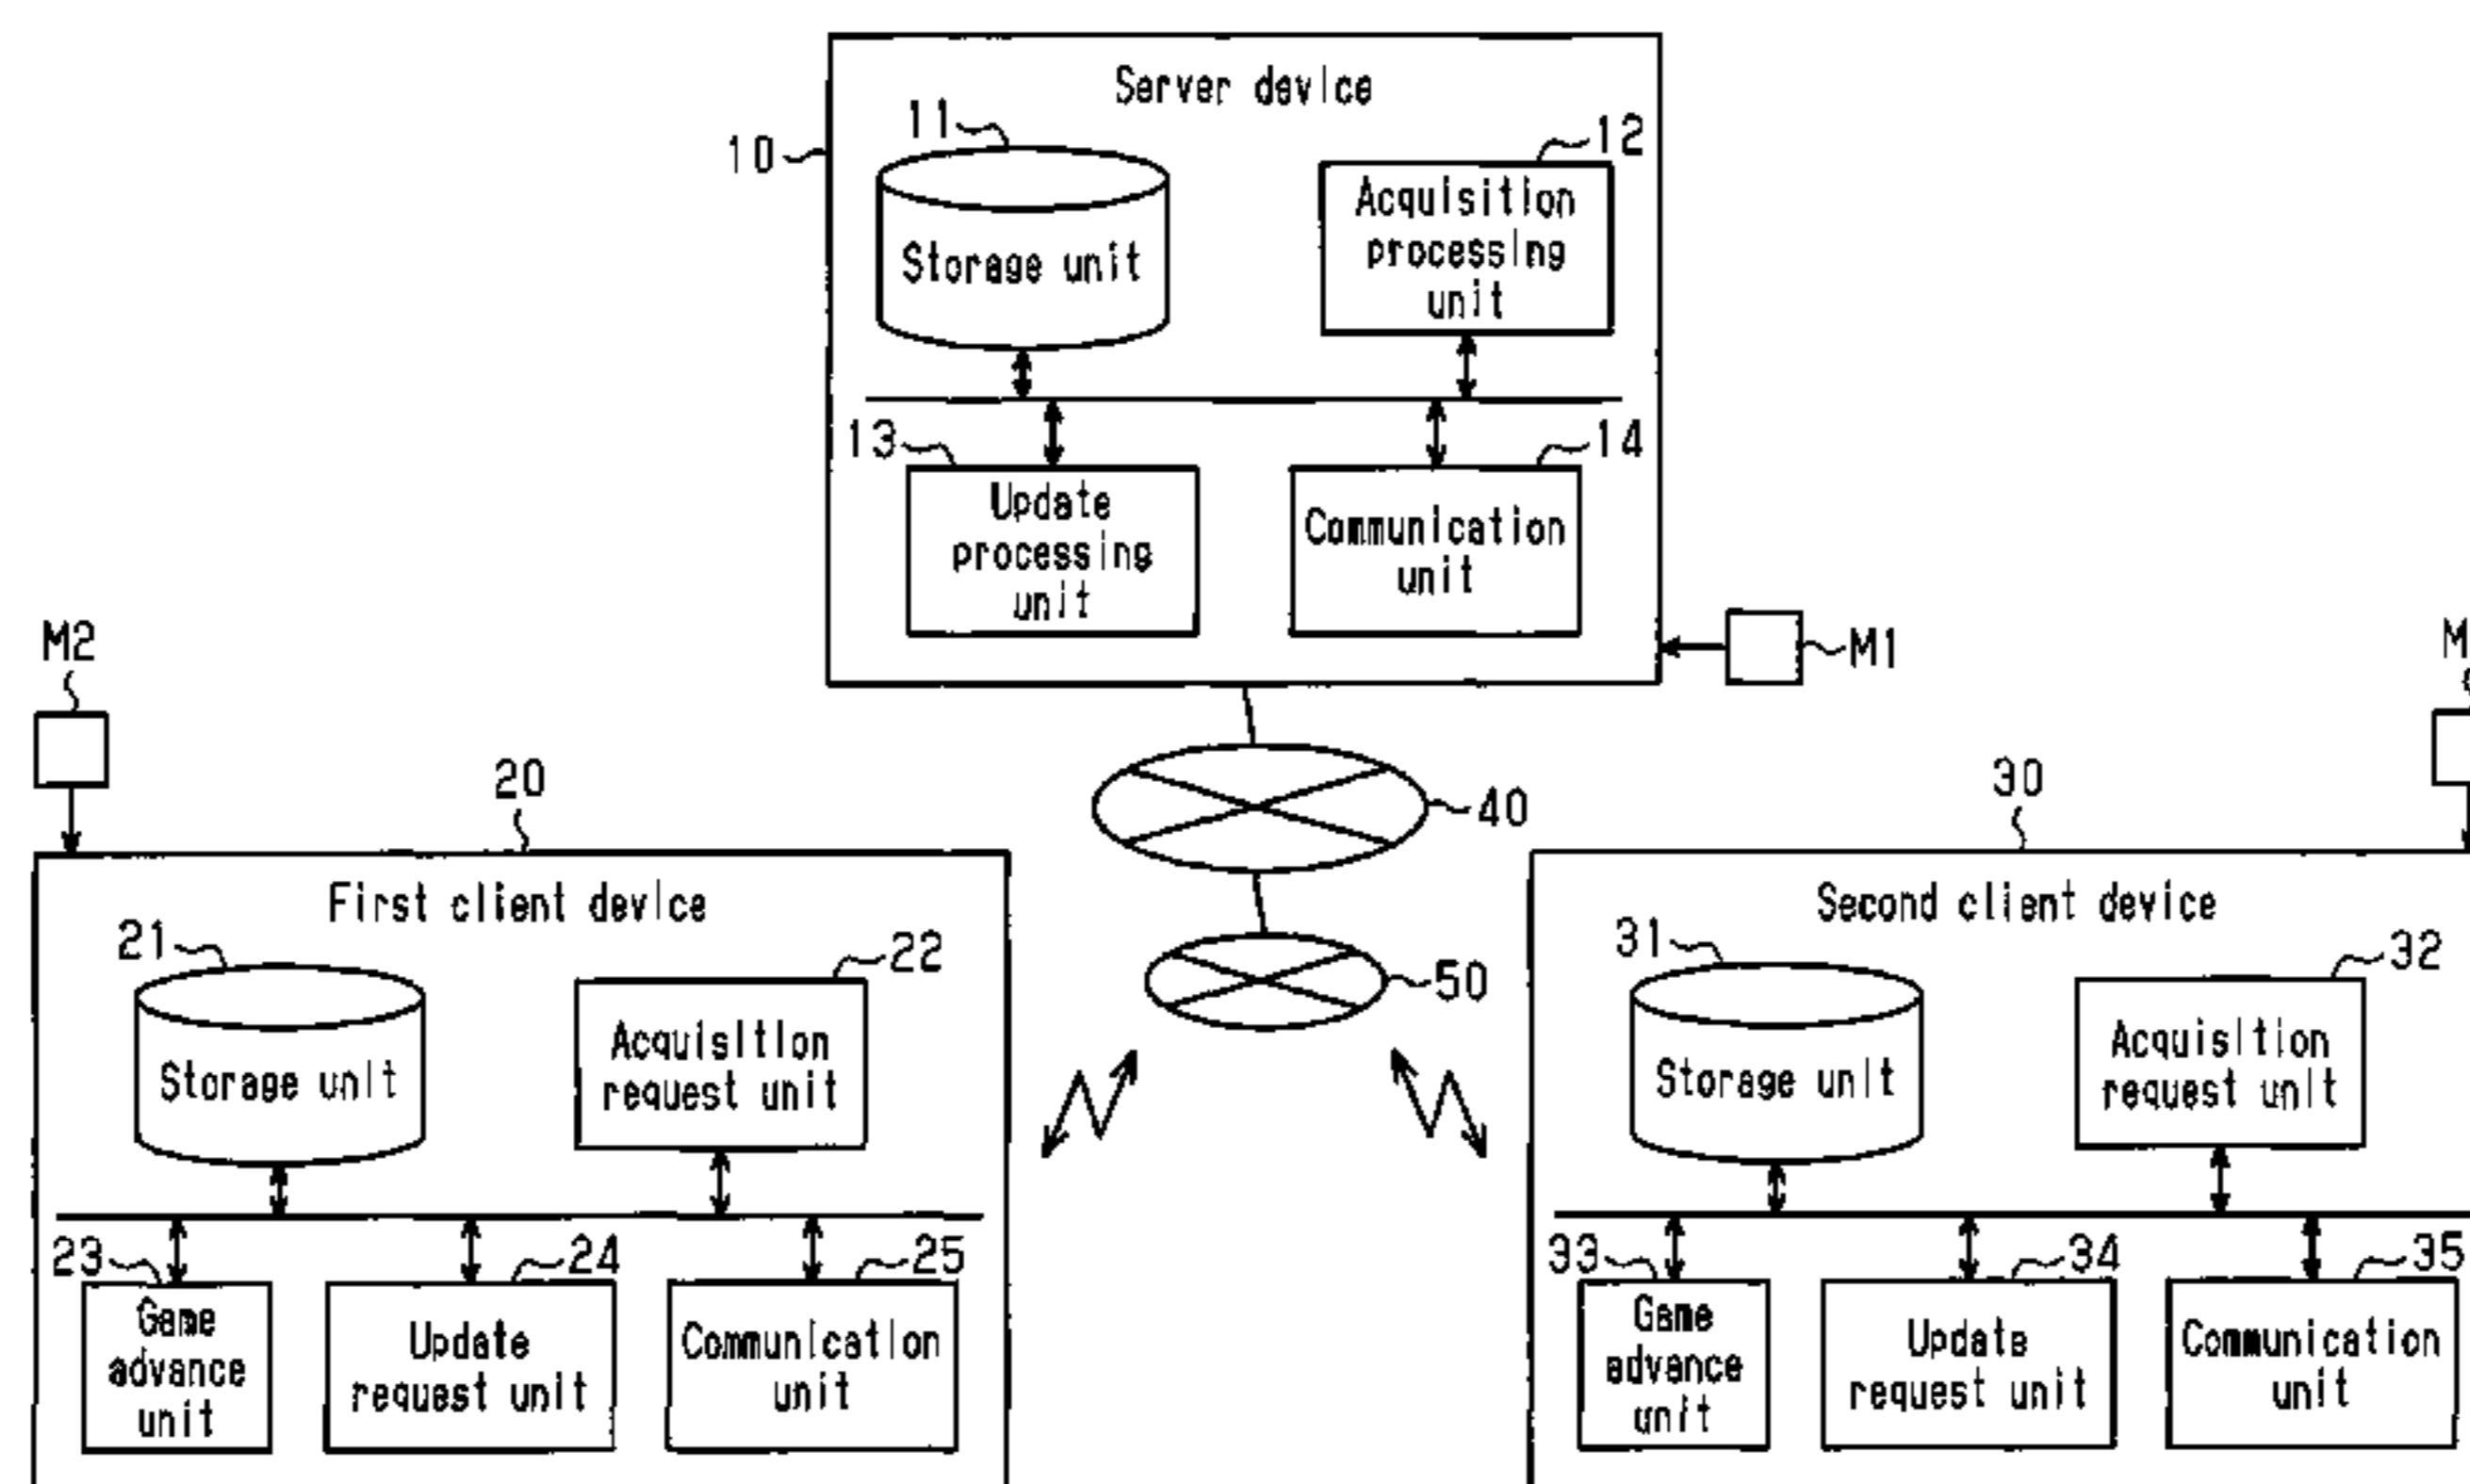 Server device
10
11
12
Storage unit
Acquisition
processing
unit
13
14
Update
processing
unit
Communication
unit
M1
M2
M
40
50
20
First client device
21
22
Storage unit
Acquisition
request unit
23
24
25
Game
advance
unit
Update
request unit
Communication
unit
30
Second client device
31
32
Storage unit
Acquisition
request unit
33
34
35
Game
advance
unit
Update
request unit
Communication
unit